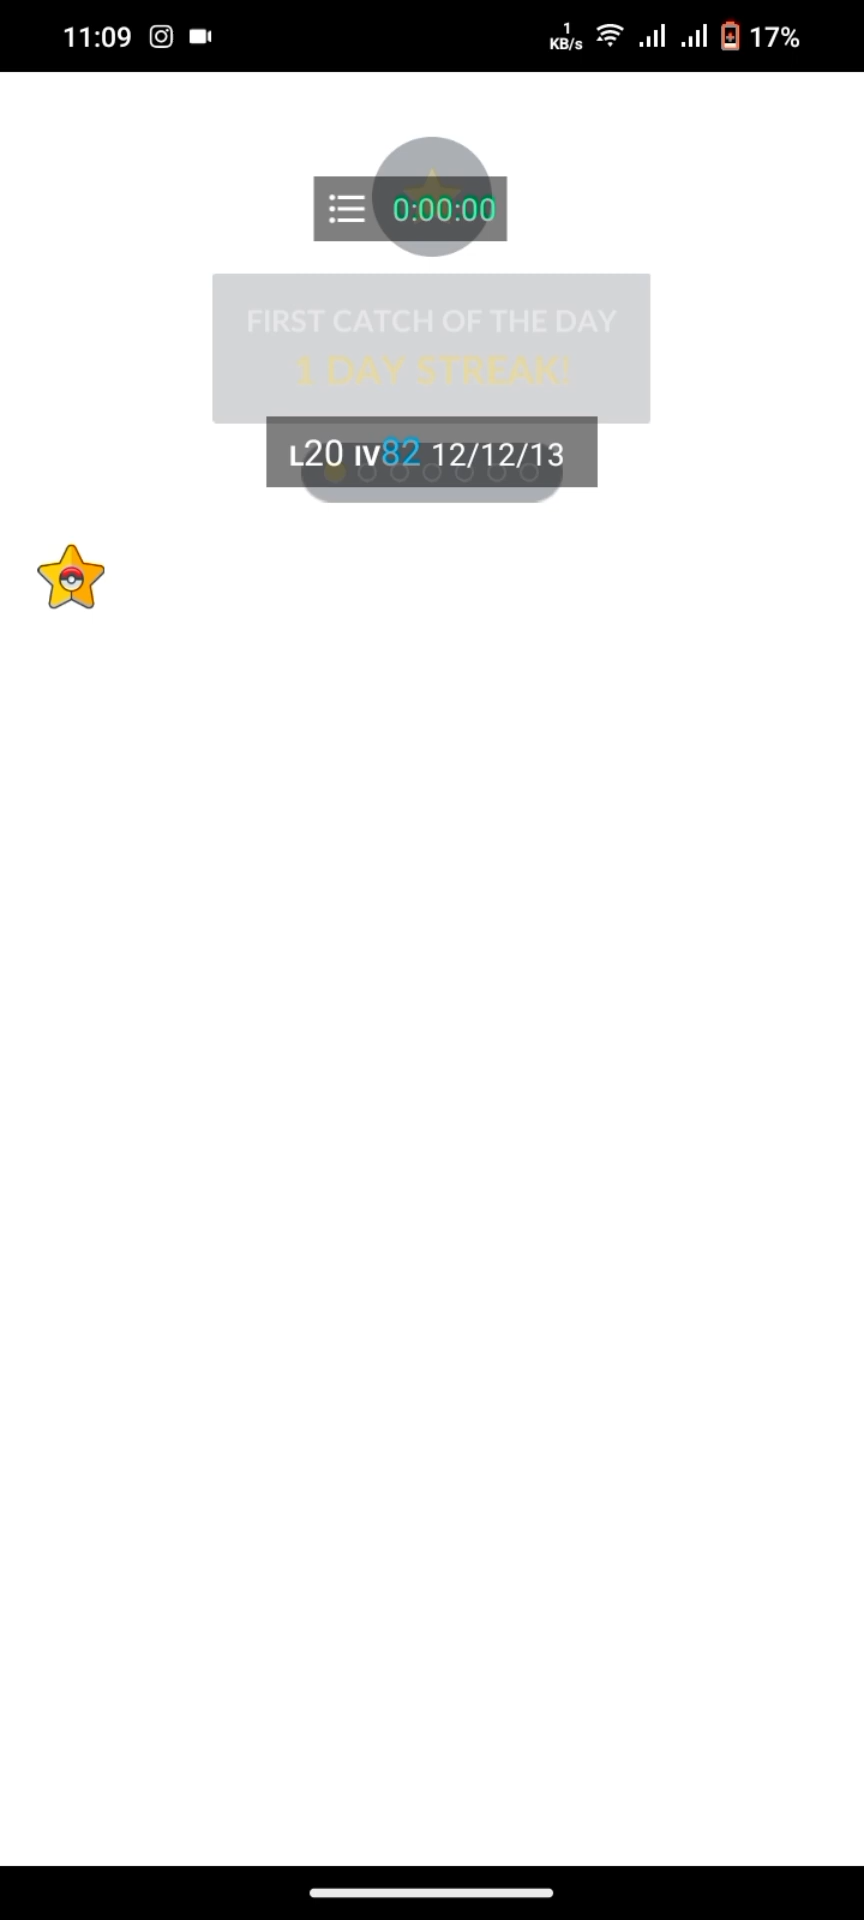 11:09 1 KB/s 17%
0:00:00
FIRST CATCH OF THE DAY
1 DAY STREAK!
L20 IV82 12/12/13